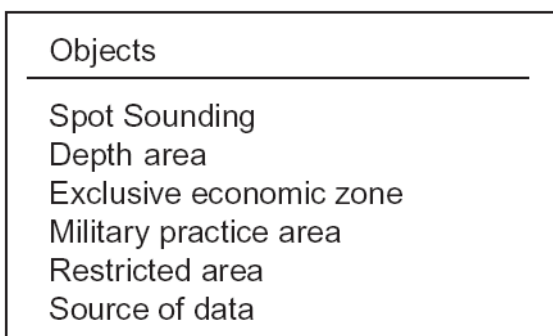 Objects
Spot Sounding
Depth area
Exclusive economic zone
Military practice area
Restricted area
Source of data